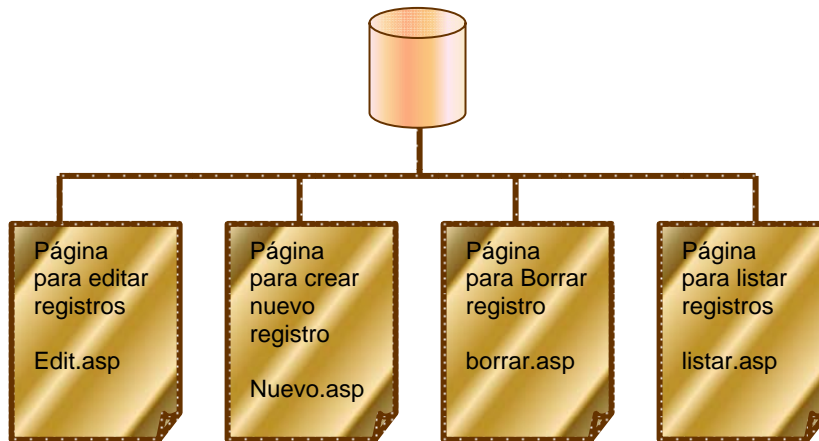 Página
para editar
registros
Edit.asp
Página
para crear
nuevo
registro
Nuevo.asp
Página
para Borrar
registro
borrar.asp
Página
para listar
registros
listar.asp